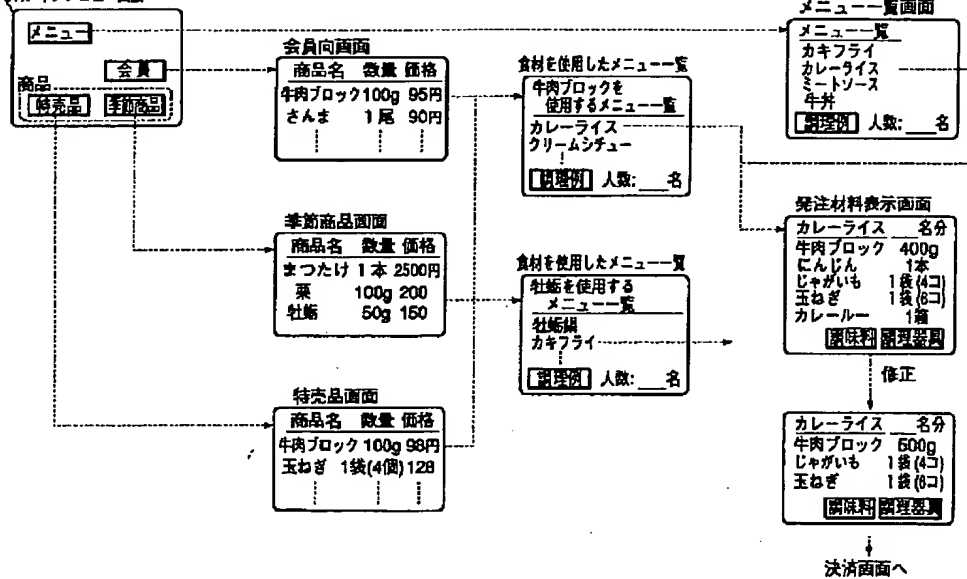 メニュー
会員
商品
特売品 季節商品
会員向画面
商品名 数量 価格
牛肉ブロック 100g 95円
さんま 1尾 90円
季節商品画面
商品名 数量 価格
まつたけ 1本 2500円
栗 100g 200
牡蛎 50g 150
特売品画面
商品名 数量 価格
牛肉ブロック 100g 98円
玉ねぎ 1袋(4個) 128
食材を使用したメニュー一覧
牛肉ブロックを
使用するメニュー一覧
カレーライス
クリームシチュー
調理例 人数:___名
食材を使用したメニュー一覧
牡蛎を使用する
メニュー一覧
牡蛎鍋
カキフライ
調理例 人数:___名
メニュー一覧画面
メニュー一覧
カキフライ
カレーライス
ミートソース
牛丼
調理例 人数:___名
発注材料表示画面
カレーライス ___名分
牛肉ブロック 400g
にんじん 1本
じゃがいも 1袋(4コ)
玉ねぎ 1袋(6コ)
カレールー 1箱
調味料 調理器具
修正
カレーライス ___名分
牛肉ブロック 600g
じゃがいも 1袋(4コ)
玉ねぎ 1袋(6コ)
調味料 調理器具
決済画面へ